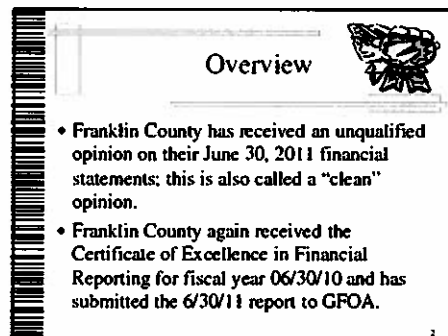 Overview
• Franklin County has received an unqualified
opinion on their June 30, 2011 financial
statements; this is also called a "clean"
opinion.
• Franklin County again received the
Certificate of Excellence in Financial
Reporting for fiscal year 06/30/10 and has
submitted the 6/30/11 report to GFOA.
2